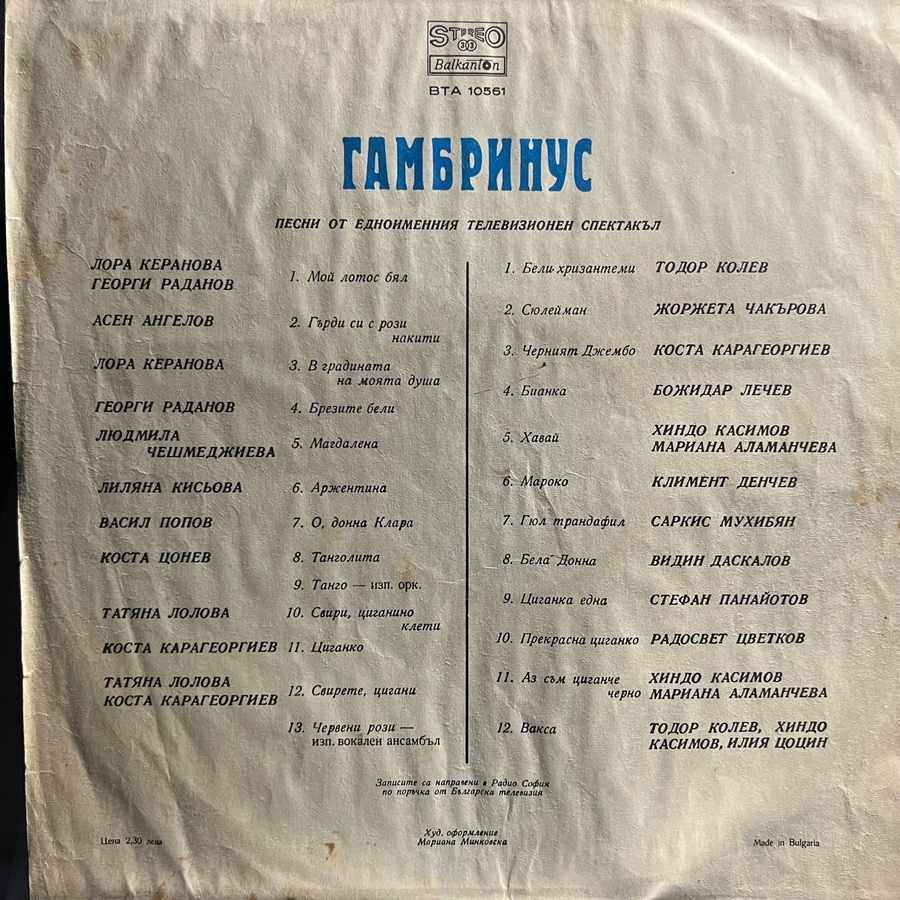 STEREO
33
Balkanton
ВТА 10561
ГАМБРИНУС
ПЕСНИ ОТ ЕДНОИМЕННИЯ ТЕЛЕВИЗИОНЕН СПЕКТАКЪЛ
ЛОРА КЕРАНОВА
ГЕОРГИ РАДАНОВ
1. Мой лотос бял
АСЕН АНГЕЛОВ
2. Гърди си с рози
накити
ЛОРА КЕРАНОВА
3. В градината
на моята душа
ГЕОРГИ РАДАНОВ
4. Брезите бели
ЛЮДМИЛА
ЧЕШМЕДЖИЕВА
5. Магдалена
ЛИЛЯНА КИСЬОВА
6. Аржентина
ВАСИЛ ПОПОВ
7. О, донна Клара
КОСТА ЦОНЕВ
8. Танголита
9. Танго — изп. орк.
ТАТЯНА ЛОЛОВА
10. Свири, циганино
клети
КОСТА КАРАГЕОРГИЕВ
11. Циганко
ТАТЯНА ЛОЛОВА
КОСТА КАРАГЕОРГИЕВ
12. Свирете, цигани
13. Червени рози —
изп. вокален ансамбъл
1. Бели хризантеми
ТОДОР КОЛЕВ
2. Сюлейман
ЖОРЖЕТА ЧАКЪРОВА
3. Черният Джембо
КОСТА КАРАГЕОРГИЕВ
4. Бианка
БОЖИДАР ЛЕЧЕВ
5. Хавай
ХИНДО КАСИМОВ
МАРИАНА АЛАМАНЧЕВА
6. Мароко
КЛИМЕНТ ДЕНЧЕВ
7. Гюл трандафил
САРКИС МУХИБЯН
8. Бела Донна
ВИДИН ДАСКАЛОВ
9. Циганка една
СТЕФАН ПАНАЙОТОВ
10. Прекрасна циганко
РАДОСВЕТ ЦВЕТКОВ
11. Аз съм циганче
черно
ХИНДО КАСИМОВ
МАРИАНА АЛАМАНЧЕВА
12. Вакса
ТОДОР КОЛЕВ, ХИНДО
КАСИМОВ, ИЛИЯ ЦОЦИН
Записите са направени в Радио София
по поръчка от Българска телевизия
Цена 2,30 лева
Худ. оформление
Мориана Минковска
Made in Bulgaria